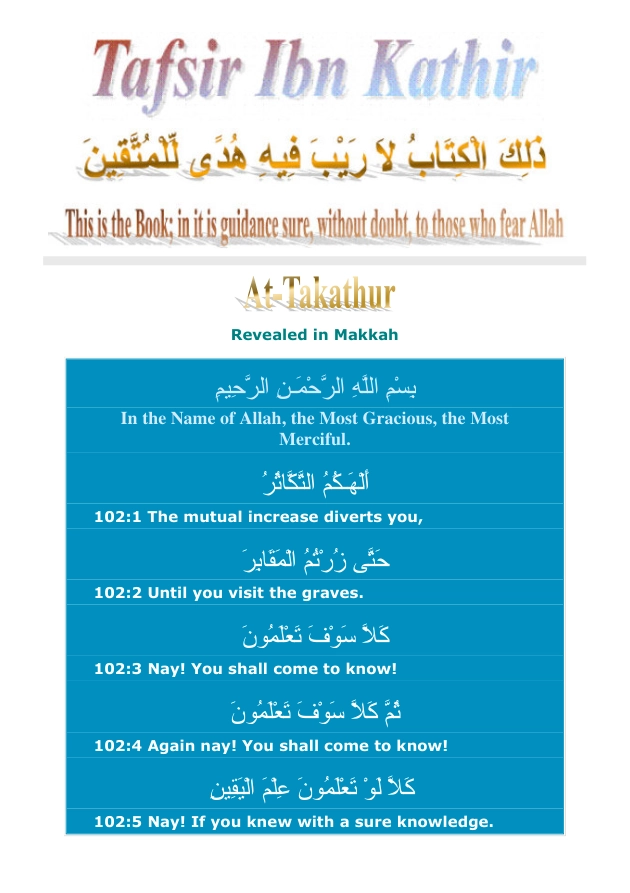 Tafsir Ibn Kathir
ذَلِكَ الْكِتَابُ لاَ رَيْبَ فِيهِ هُدًى لِّلْمُتَّقِينَ
This is the Book; in it is guidance sure, without doubt, to those who fear Allah
At-Takathur
Revealed in Makkah
بِسْمِ اللَّهِ الرَّحْمَـنِ الرَّحِيمِ
In the Name of Allah, the Most Gracious, the Most
Merciful.
أَلْهَـكُمُ التَّكَّاثُرُ
102:1 The mutual increase diverts you,
حَتَّى زُرْتُمُ الْمَقَابِرَ
102:2 Until you visit the graves.
كَلاَّ سَوْفَ تَعْلَمُونَ
102:3 Nay! You shall come to know!
ثُمَّ كَلاَّ سَوْفَ تَعْلَمُونَ
102:4 Again nay! You shall come to know!
كَلاَّ لَوْ تَعْلَمُونَ عِلْمَ الْيَقِينِ
102:5 Nay! If you knew with a sure knowledge.